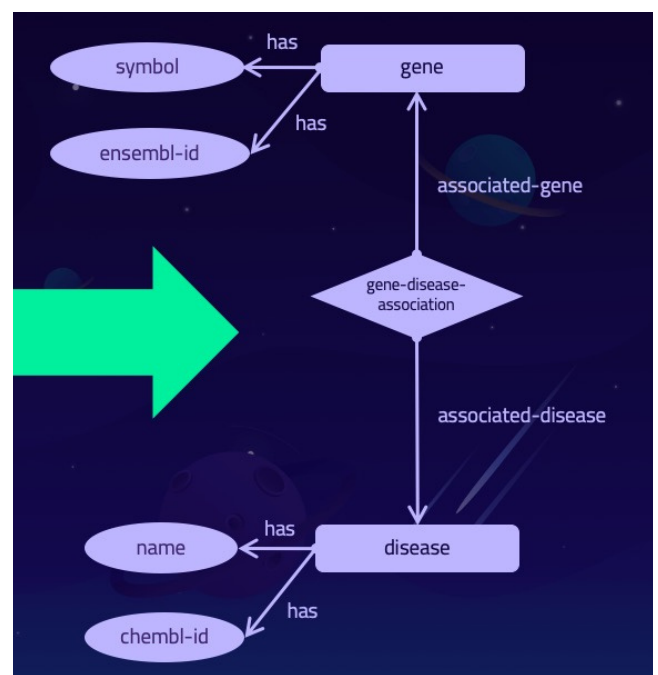 has
symbol
gene
has
ensembl-id
associated-gene
gene-disease-
association
associated-disease
has
name
disease
has
chembl-id